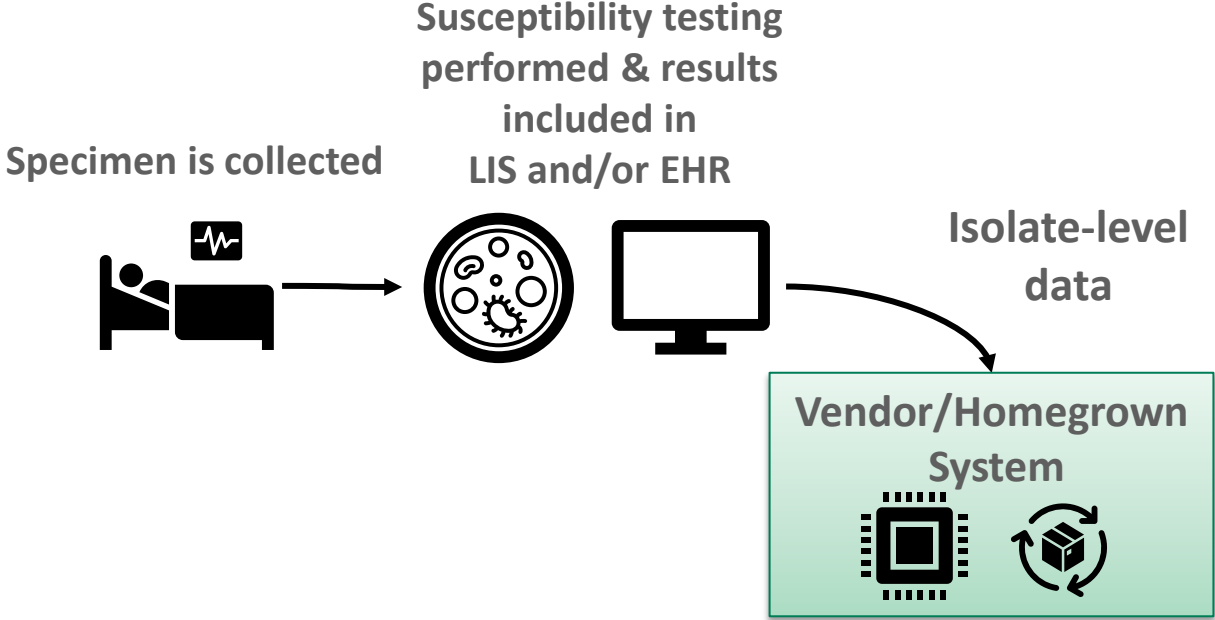 Specimen is collected
Susceptibility testing
performed & results
included in
LIS and/or EHR
Isolate-level
data
Vendor/Homegrown
System